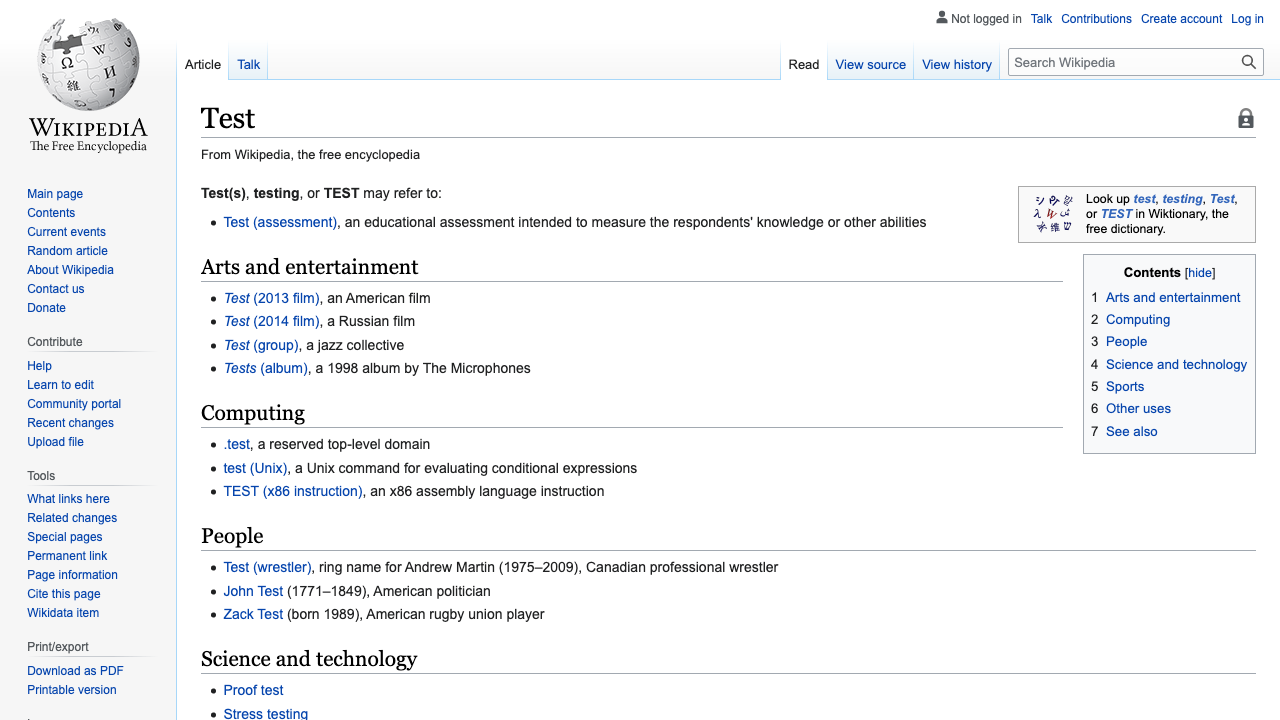 Not logged in Talk Contributions Create account Log in
Article Talk Read View source View history Search Wikipedia
WIKIPEDIA
The Free Encyclopedia
Main page
Contents
Current events
Random article
About Wikipedia
Contact us
Donate
Contribute
Help
Learn to edit
Community portal
Recent changes
Upload file
Tools
What links here
Related changes
Special pages
Permanent link
Page information
Cite this page
Wikidata item
Print/export
Download as PDF
Printable version
Test
From Wikipedia, the free encyclopedia
Test(s), testing, or TEST may refer to:
Test (assessment), an educational assessment intended to measure the respondents' knowledge or other abilities
Look up test, testing, Test,
or TEST in Wiktionary, the
free dictionary.
Contents [hide]
1 Arts and entertainment
2 Computing
3 People
4 Science and technology
5 Sports
6 Other uses
7 See also
Arts and entertainment
Test (2013 film), an American film
Test (2014 film), a Russian film
Test (group), a jazz collective
Tests (album), a 1998 album by The Microphones
Computing
.test, a reserved top-level domain
test (Unix), a Unix command for evaluating conditional expressions
TEST (x86 instruction), an x86 assembly language instruction
People
Test (wrestler), ring name for Andrew Martin (1975–2009), Canadian professional wrestler
John Test (1771–1849), American politician
Zack Test (born 1989), American rugby union player
Science and technology
Proof test
Stress testing